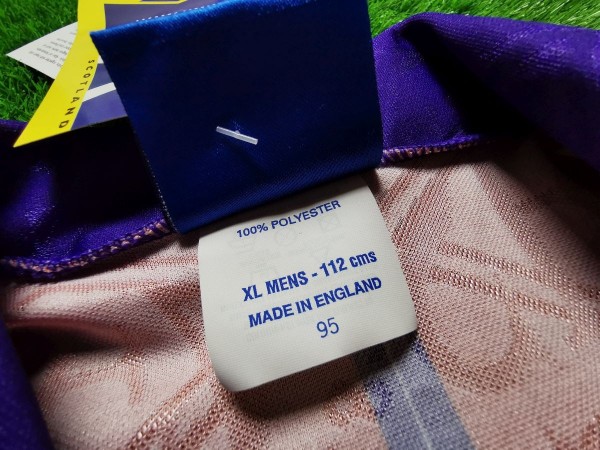 SCOTLAND
100% POLYESTER
XL MENS - 112 cms
MADE IN ENGLAND
95